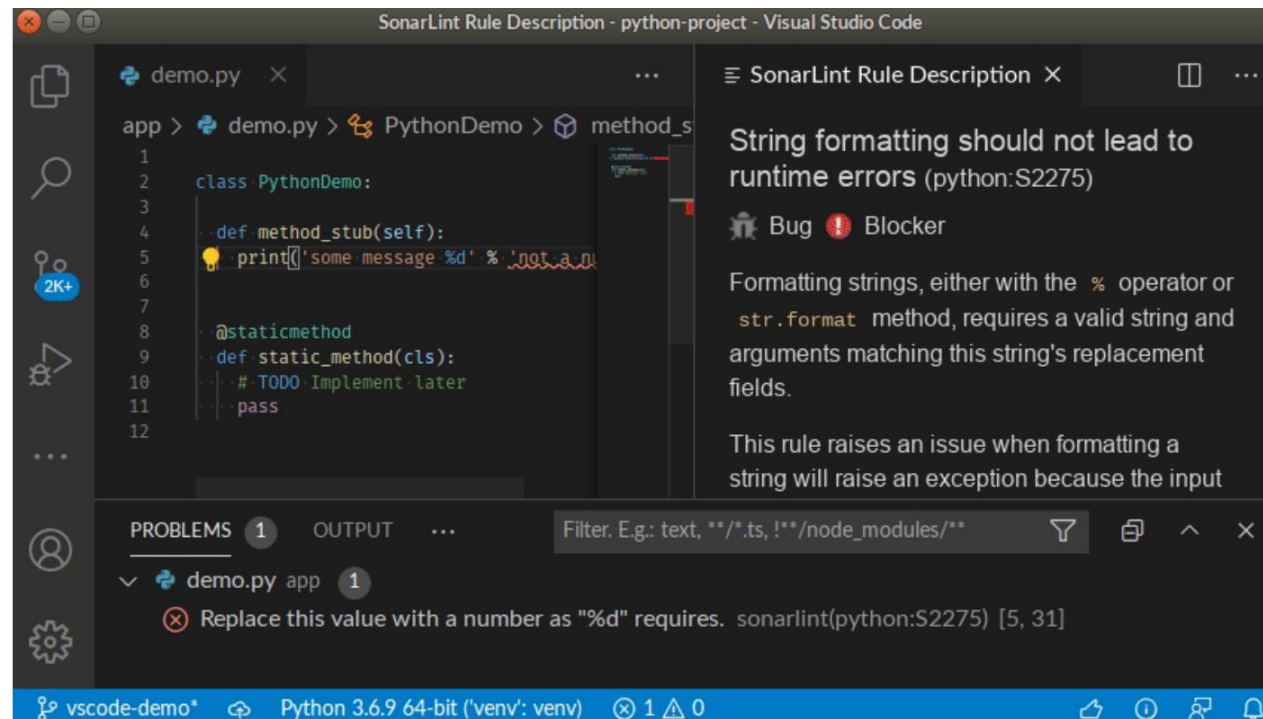 SonarLint Rule Description - python-project - Visual Studio Code
demo.py
SonarLint Rule Description
app > demo.py > PythonDemo > method_s
1
2 class PythonDemo:
3
4 def method_stub(self):
5 print('some message %d' % 'not a nu
6
7
8 @staticmethod
9 def static_method(cls):
10 # TODO Implement later
11 pass
12
String formatting should not lead to
runtime errors (python:S2275)
Bug Blocker
Formatting strings, either with the % operator or
str.format method, requires a valid string and
arguments matching this string's replacement
fields.
This rule raises an issue when formatting a
string will raise an exception because the input
2K+
PROBLEMS 1 OUTPUT ... Filter. E.g.: text, **/*.ts, !**/node_modules/**
demo.py app 1
Replace this value with a number as "%d" requires. sonarlint(python:S2275) [5, 31]
vscode-demo* Python 3.6.9 64-bit ('venv': venv) 1 0